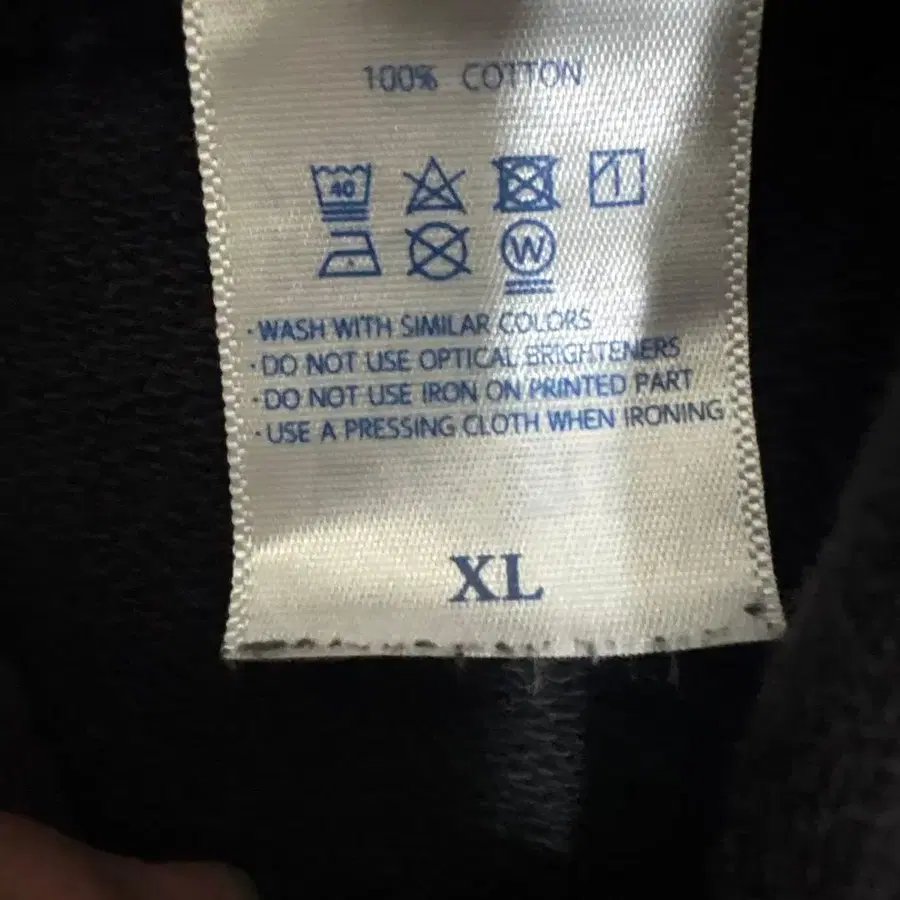 100% COTTON
40
W
·WASH WITH SIMILAR COLORS
·DO NOT USE OPTICAL BRIGHTENERS
·DO NOT USE IRON ON PRINTED PART
·USE A PRESSING CLOTH WHEN IRONING
XL